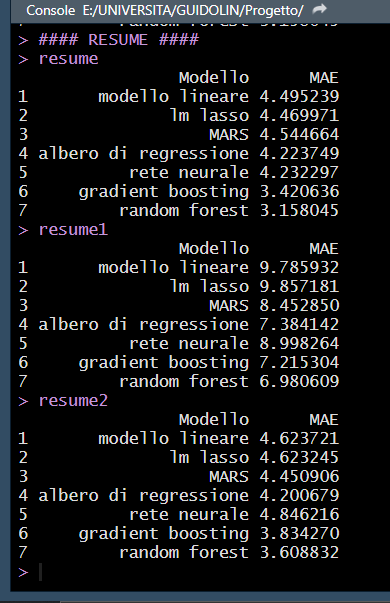 Console E:/UNIVERSITA/GUIDOLIN/Progetto/
> #### RESUME ####
> resume
Modello MAE
1 modello lineare 4.495239
2 lm lasso 4.469971
3 MARS 4.544664
4 albero di regressione 4.223749
5 rete neurale 4.232297
6 gradient boosting 3.420636
7 random forest 3.158045
> resume1
Modello MAE
1 modello lineare 9.785932
2 lm lasso 9.857181
3 MARS 8.452850
4 albero di regressione 7.384142
5 rete neurale 8.998264
6 gradient boosting 7.215304
7 random forest 6.980609
> resume2
Modello MAE
1 modello lineare 4.623721
2 lm lasso 4.623245
3 MARS 4.450906
4 albero di regressione 4.200679
5 rete neurale 4.846216
6 gradient boosting 3.834270
7 random forest 3.608832
>